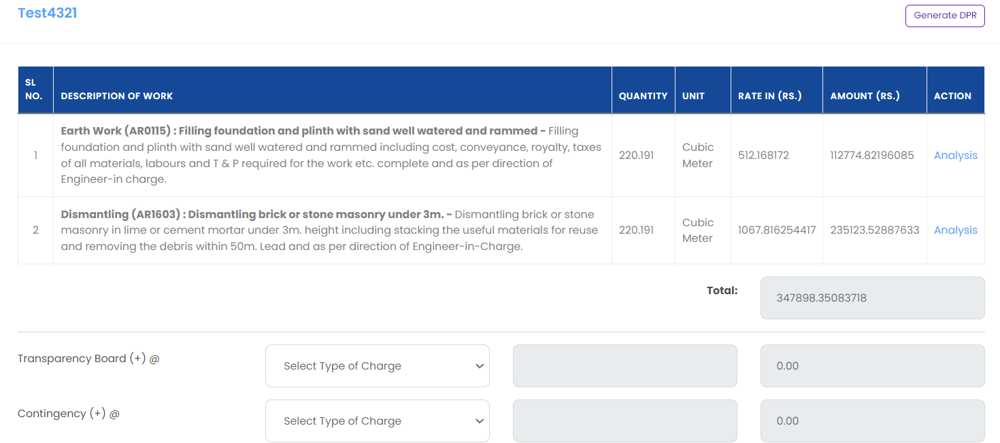 Test4321
Generate DPR
SL
NO.
DESCRIPTION OF WORK
QUANTITY
UNIT
RATE IN (RS.)
AMOUNT (RS.)
ACTION
1
Earth Work (AR0115) : Filling foundation and plinth with sand well watered and rammed - Filling
foundation and plinth with sand well watered and rammed including cost, conveyance, royalty, taxes
of all materials, labours and T & P required for the work etc. complete and as per direction of
Engineer-in charge.
220.191
Cubic
Meter
512.168172
112774.82196085
Analysis
2
Dismantling (AR1603) : Dismantling brick or stone masonry under 3m. - Dismantling brick or stone
masonry in lime or cement mortar under 3m. height including stacking the useful materials for reuse
and removing the debris within 50m. Lead and as per direction of Engineer-in-Charge.
220.191
Cubic
Meter
1067.816254417
235123.52887633
Analysis
Total:
347898.35083718
Transparency Board (+) @
Select Type of Charge
0.00
Contingency (+) @
Select Type of Charge
0.00